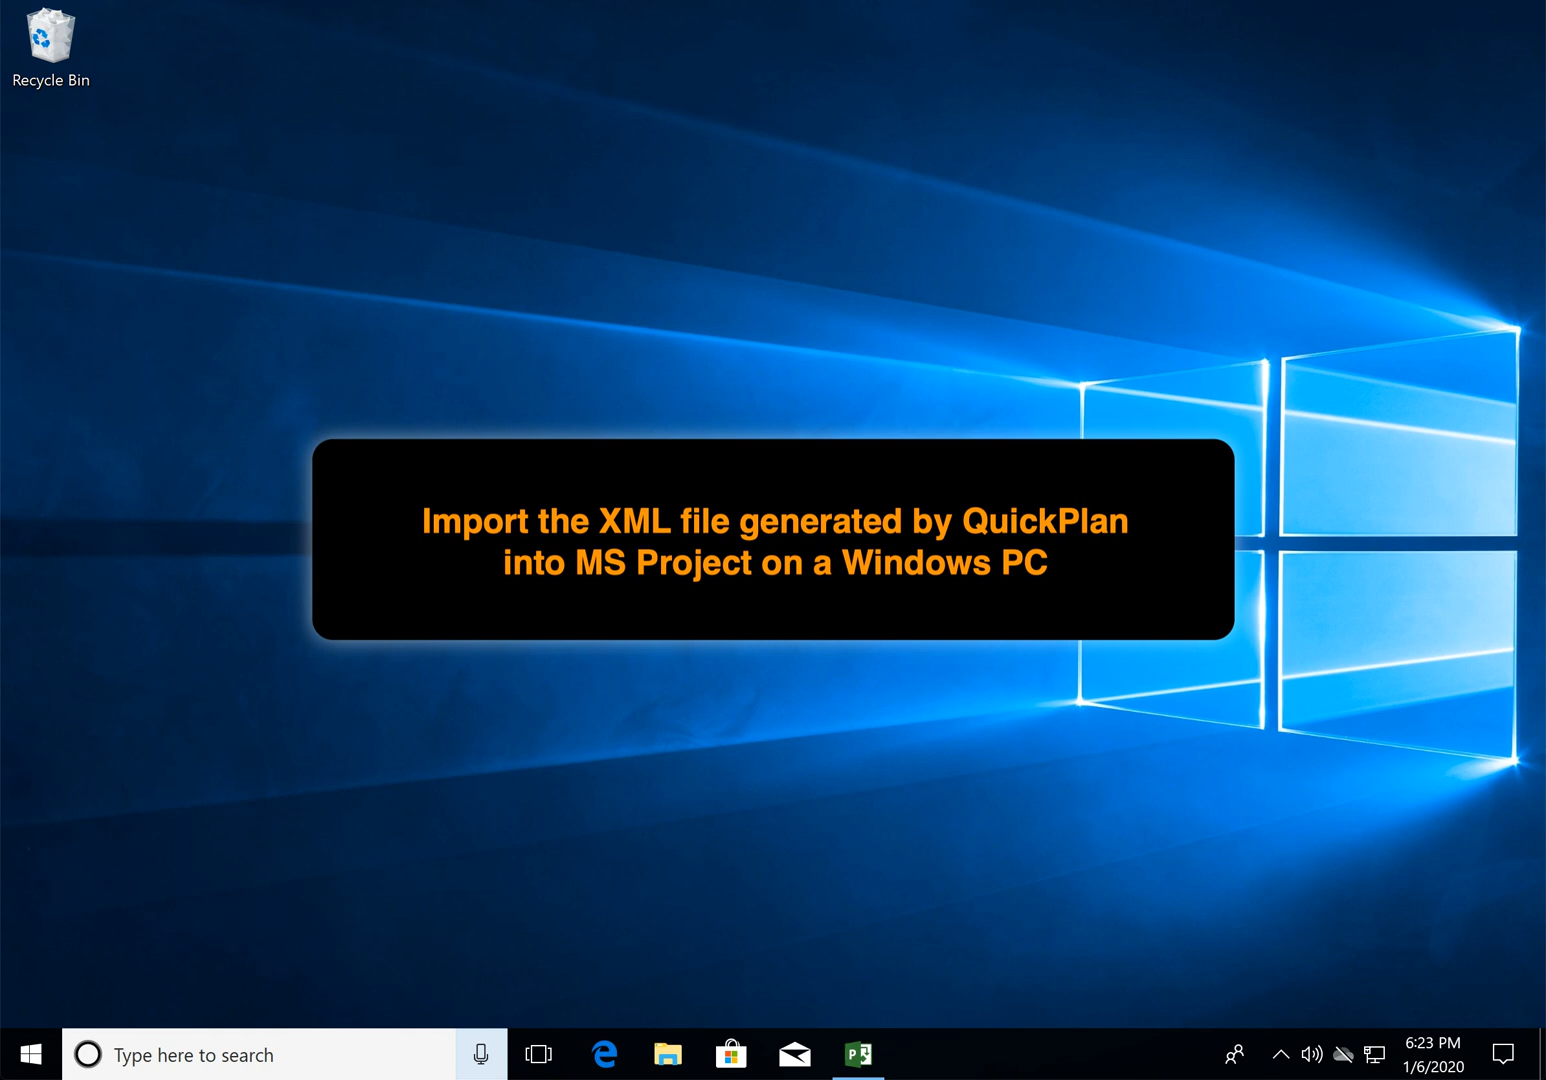 Recycle Bin
Import the XML file generated by QuickPlan
into MS Project on a Windows PC
Type here to search
6:23 PM
1/6/2020